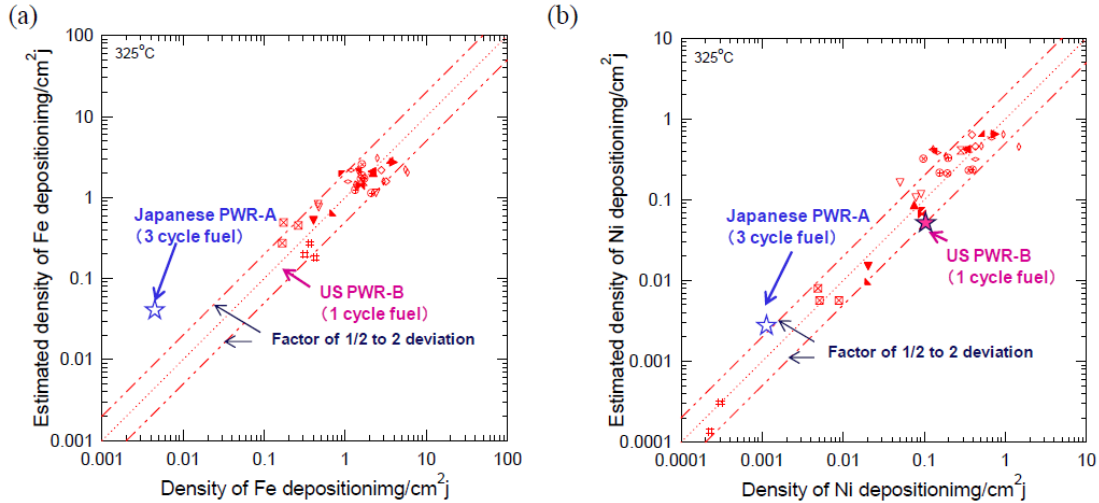 (a)
325°C
100
10
1
0.1
0.01
0.001
Estimated density of Fe depositionimg/cm²j
Japanese PWR-A
(3 cycle fuel)
US PWR-B
(1 cycle fuel)
Factor of 1/2 to 2 deviation
0.001 0.01 0.1 1 10 100
Density of Fe depositionimg/cm²j
(b)
325°C
10
1
0.1
0.01
0.001
0.0001
Estimated density of Ni depositionimg/cm²j
Japanese PWR-A
(3 cycle fuel)
US PWR-B
(1 cycle fuel)
Factor of 1/2 to 2 deviation
0.0001 0.001 0.01 0.1 1 10
Density of Ni depositionimg/cm²j